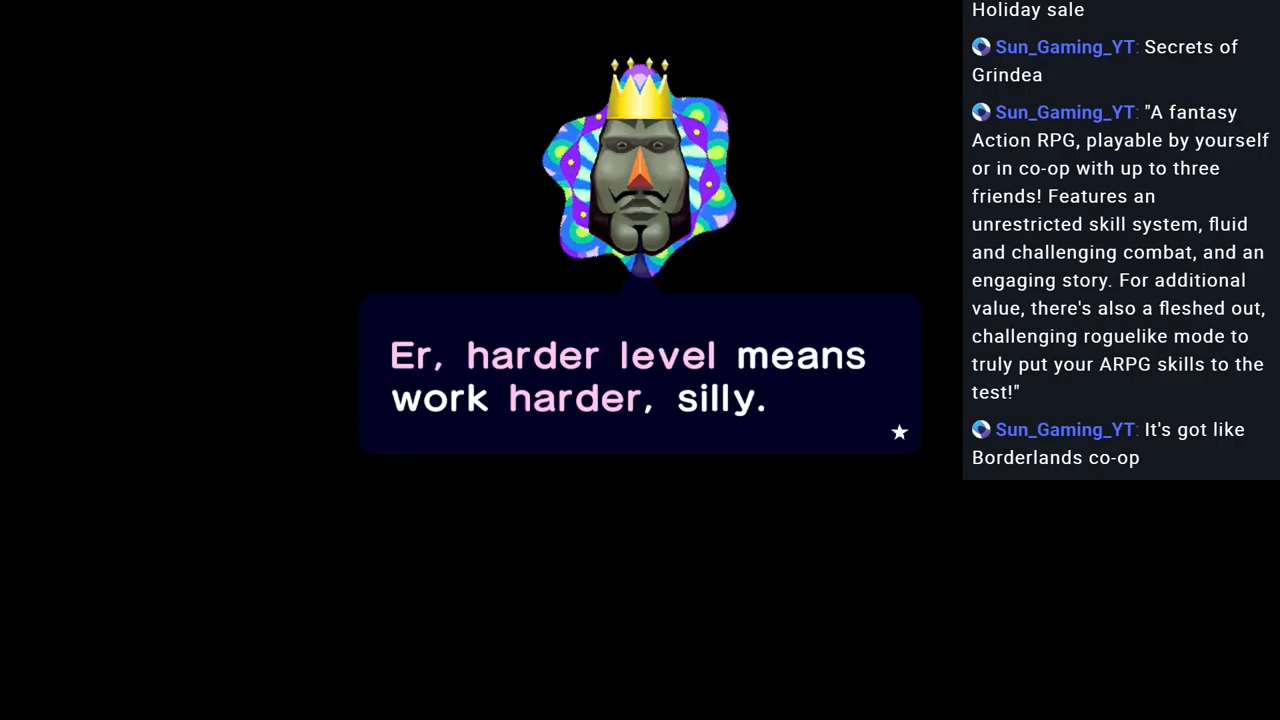 Er, harder level means
work harder, silly.
Holiday sale
Sun_Gaming_YT: Secrets of
Grindea
Sun_Gaming_YT: "A fantasy
Action RPG, playable by yourself
or in co-op with up to three
friends! Features an
unrestricted skill system, fluid
and challenging combat, and an
engaging story. For additional
value, there's also a fleshed out,
challenging roguelike mode to
truly put your ARPG skills to the
test!"
Sun_Gaming_YT: It's got like
Borderlands co-op